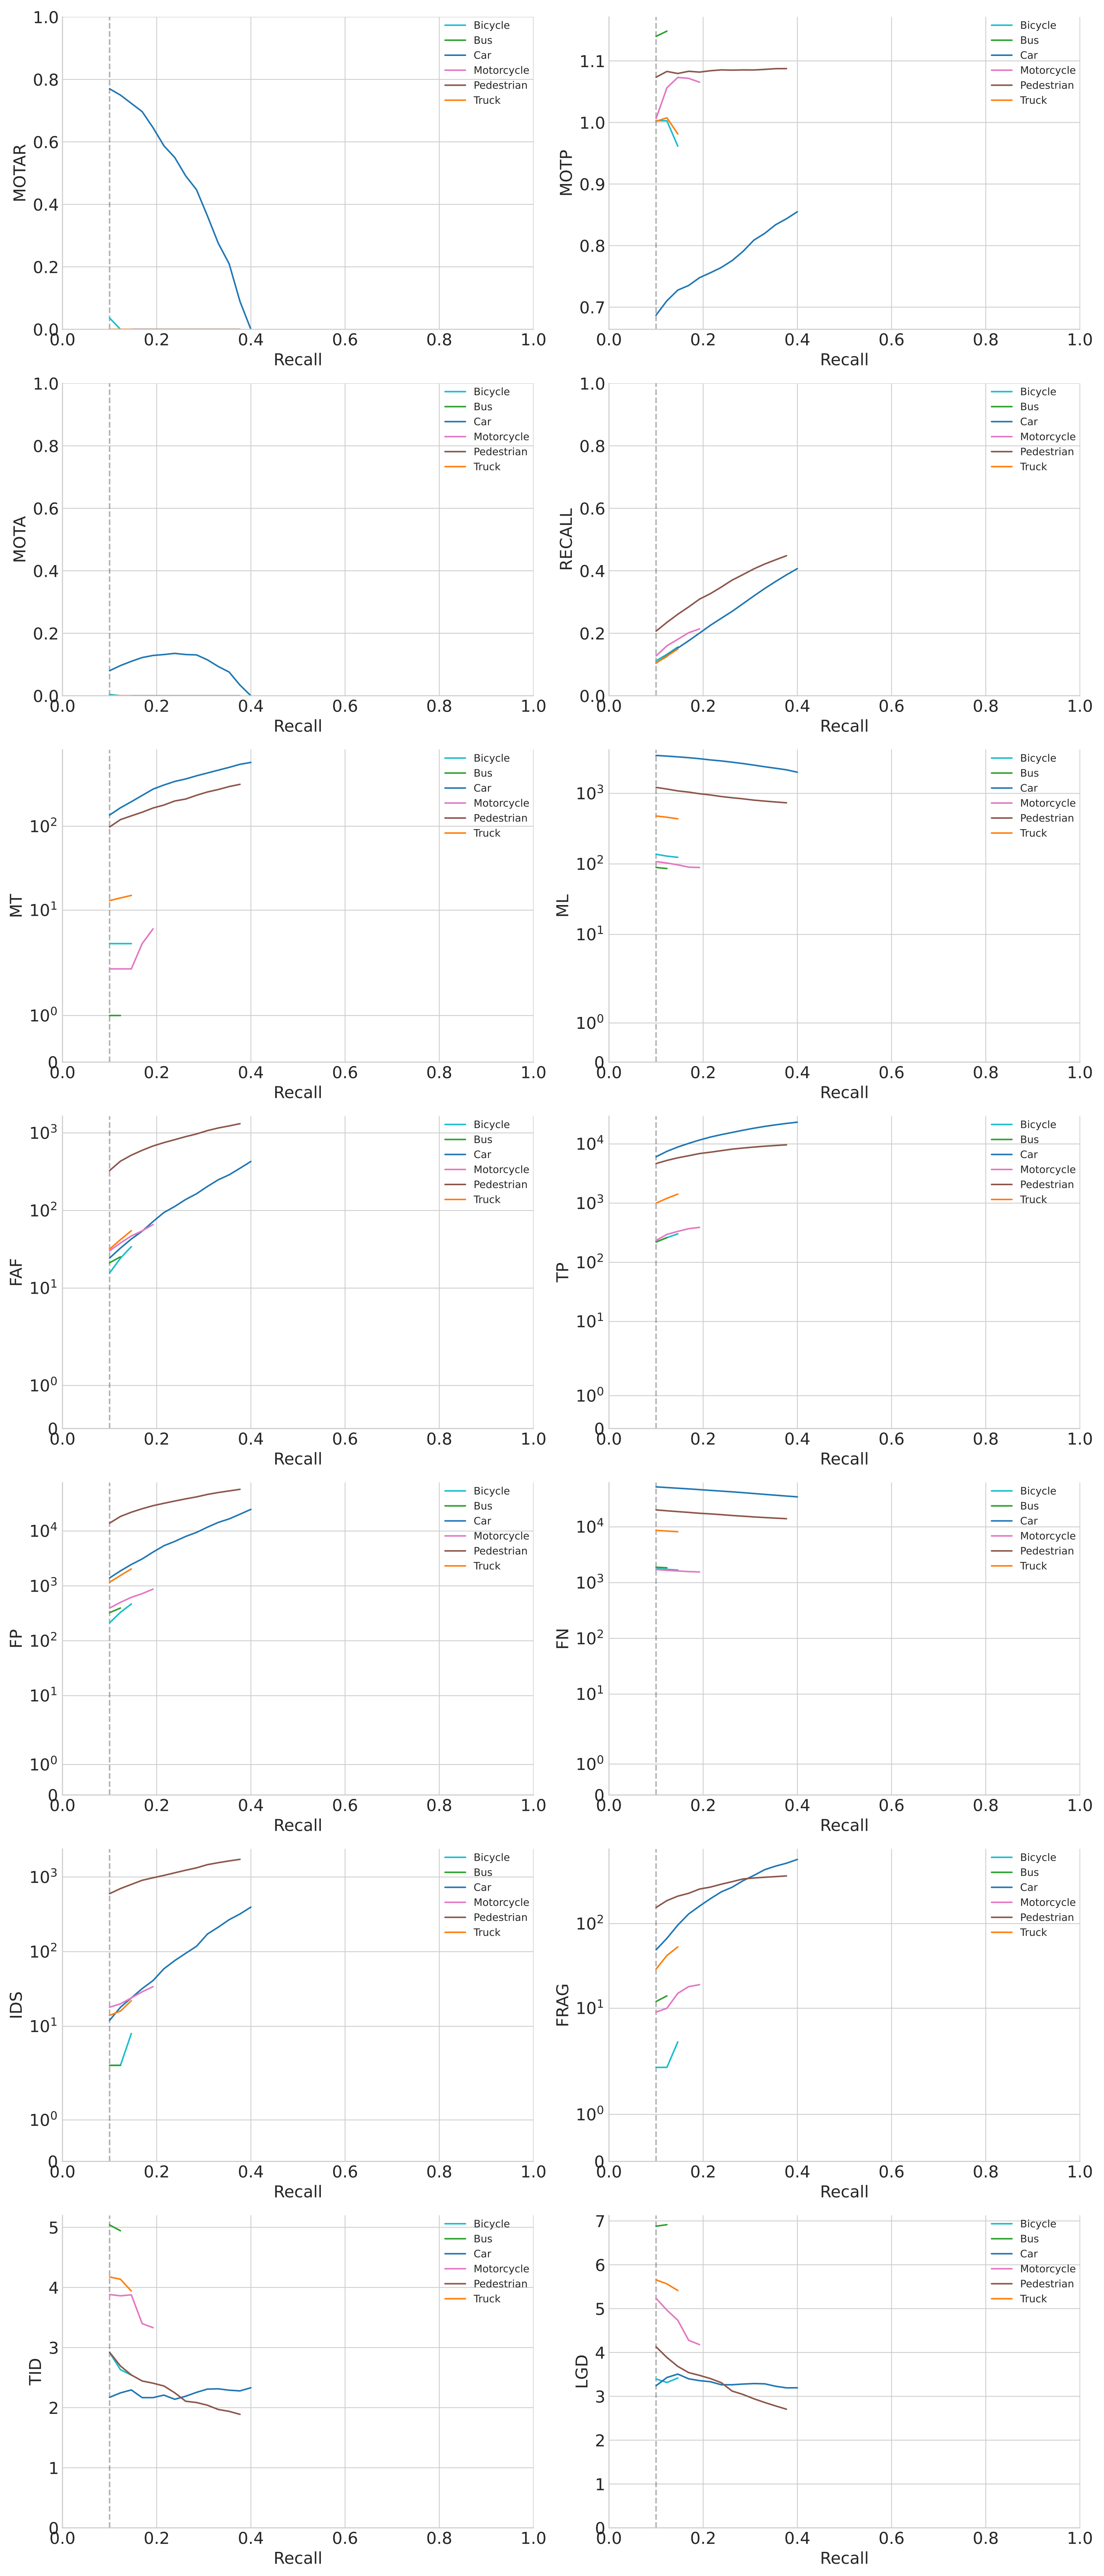 MOTAR
1.0
0.8
0.6
0.4
0.2
0.0
0.0 0.2 0.4 0.6 0.8 1.0
Recall
Bicycle
Bus
Car
Motorcycle
Pedestrian
Truck
MOTP
1.1
1.0
0.9
0.8
0.7
0.0 0.2 0.4 0.6 0.8 1.0
Recall
Bicycle
Bus
Car
Motorcycle
Pedestrian
Truck
MOTA
1.0
0.8
0.6
0.4
0.2
0.0
0.0 0.2 0.4 0.6 0.8 1.0
Recall
Bicycle
Bus
Car
Motorcycle
Pedestrian
Truck
RECALL
1.0
0.8
0.6
0.4
0.2
0.0
0.0 0.2 0.4 0.6 0.8 1.0
Recall
Bicycle
Bus
Car
Motorcycle
Pedestrian
Truck
MT
10²
10¹
10⁰
0
0.0 0.2 0.4 0.6 0.8 1.0
Recall
Bicycle
Bus
Car
Motorcycle
Pedestrian
Truck
ML
10³
10²
10¹
10⁰
0
0.0 0.2 0.4 0.6 0.8 1.0
Recall
Bicycle
Bus
Car
Motorcycle
Pedestrian
Truck
FAF
10³
10²
10¹
10⁰
0
0.0 0.2 0.4 0.6 0.8 1.0
Recall
Bicycle
Bus
Car
Motorcycle
Pedestrian
Truck
TP
10⁴
10³
10²
10¹
10⁰
0
0.0 0.2 0.4 0.6 0.8 1.0
Recall
Bicycle
Bus
Car
Motorcycle
Pedestrian
Truck
FP
10⁴
10³
10²
10¹
10⁰
0
0.0 0.2 0.4 0.6 0.8 1.0
Recall
Bicycle
Bus
Car
Motorcycle
Pedestrian
Truck
FN
10⁴
10³
10²
10¹
10⁰
0
0.0 0.2 0.4 0.6 0.8 1.0
Recall
Bicycle
Bus
Car
Motorcycle
Pedestrian
Truck
IDS
10³
10²
10¹
10⁰
0
0.0 0.2 0.4 0.6 0.8 1.0
Recall
Bicycle
Bus
Car
Motorcycle
Pedestrian
Truck
FRAG
10²
10¹
10⁰
0
0.0 0.2 0.4 0.6 0.8 1.0
Recall
Bicycle
Bus
Car
Motorcycle
Pedestrian
Truck
TID
5
4
3
2
1
0
0.0 0.2 0.4 0.6 0.8 1.0
Recall
Bicycle
Bus
Car
Motorcycle
Pedestrian
Truck
LGD
7
6
5
4
3
2
1
0
0.0 0.2 0.4 0.6 0.8 1.0
Recall
Bicycle
Bus
Car
Motorcycle
Pedestrian
Truck